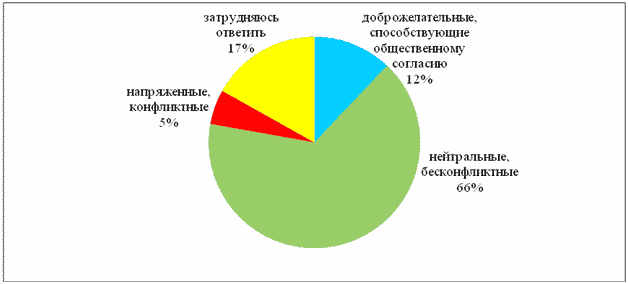 затрудняюсь
ответить
17%
доброжелательные,
способствующие
общественному
согласию
12%
напряженные,
конфликтные
5%
нейтральные,
бесконфликтные
66%